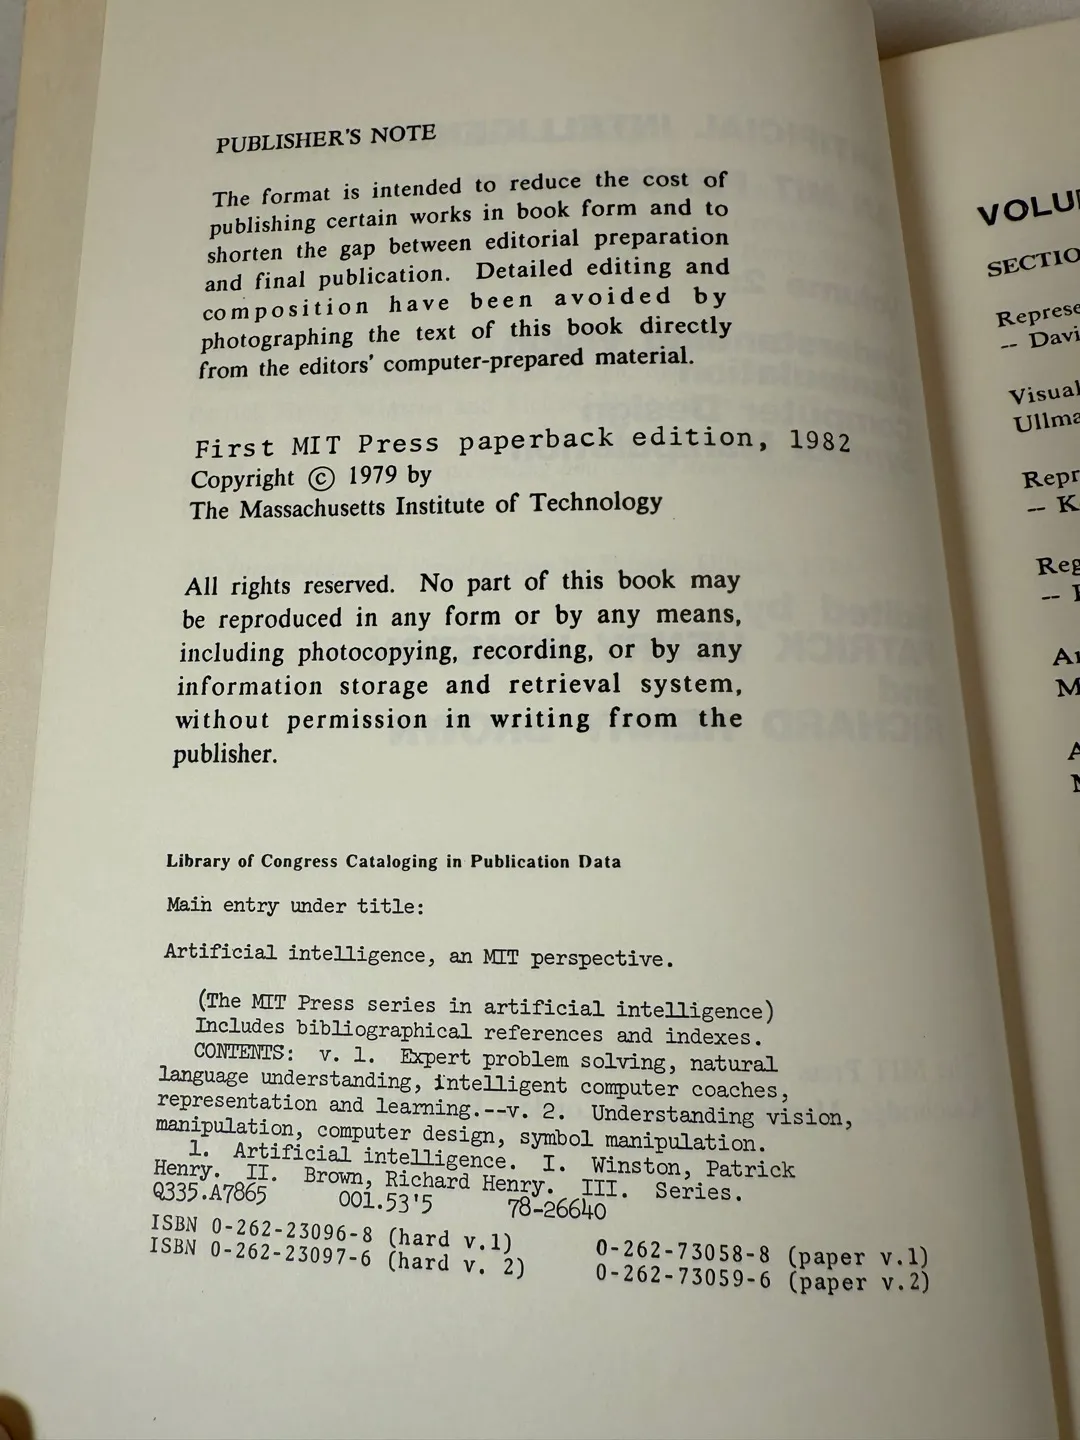 PUBLISHER'S NOTE
The format is intended to reduce the cost of
publishing certain works in book form and to
shorten the gap between editorial preparation
and final publication. Detailed editing and
composition have been avoided by
photographing the text of this book directly
from the editors' computer-prepared material.
First MIT Press paperback edition, 1982
Copyright © 1979 by
The Massachusetts Institute of Technology
All rights reserved. No part of this book may
be reproduced in any form or by any means,
including photocopying, recording, or by any
information storage and retrieval system,
without permission in writing from the
publisher.
Library of Congress Cataloging in Publication Data
Main entry under title:
Artificial intelligence, an MIT perspective.
(The MIT Press series in artificial intelligence)
Includes bibliographical references and indexes.
CONTENTS: v. 1. Expert problem solving, natural
language understanding, intelligent computer coaches,
representation and learning.--v. 2. Understanding vision,
manipulation, computer design, symbol manipulation.
1. Artificial intelligence. I. Winston, Patrick
Henry. II. Brown, Richard Henry. III. Series.
Q335.A7865 001.53'5 78-26640
ISBN 0-262-23096-8 (hard v.1) 0-262-73058-8 (paper v.1)
ISBN 0-262-23097-6 (hard v. 2) 0-262-73059-6 (paper v.2)
VOLU
SECTIO
Represe
-- Davi
Visual
Ullma
Repr
-- K
Reg
--